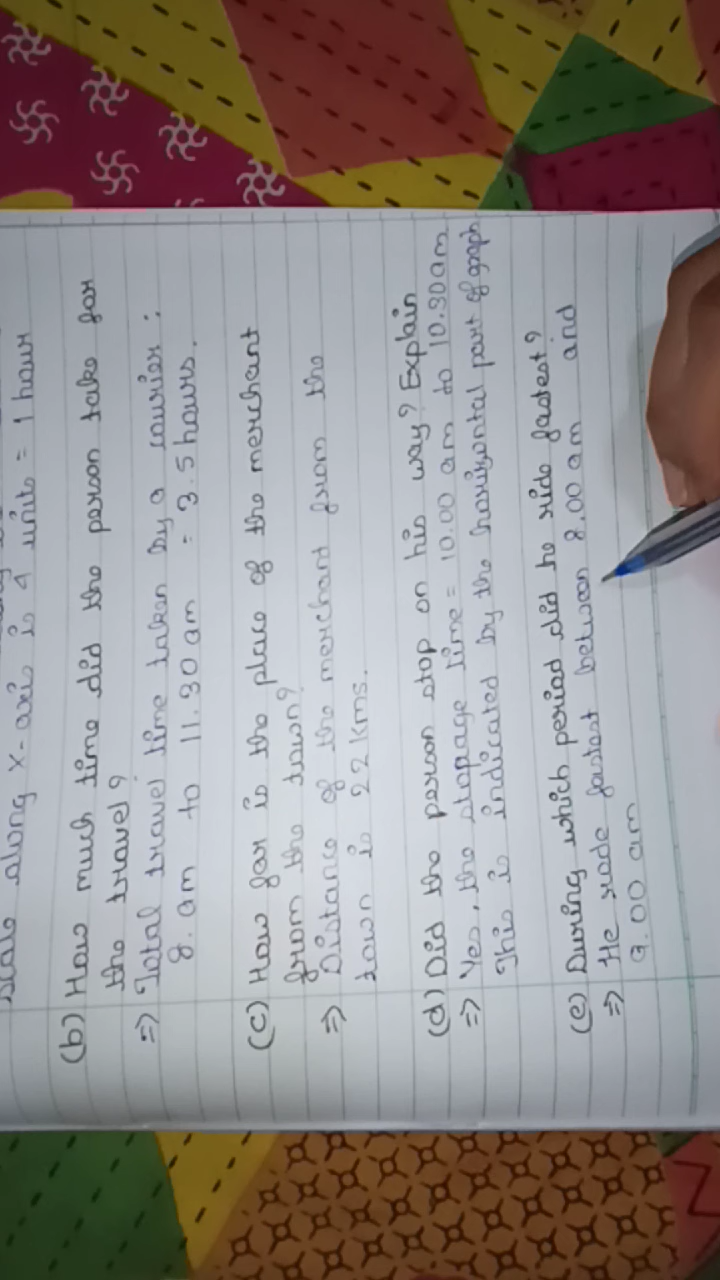 scale along x-axis is 4 units = 1 hour
(b) How much time did the person take for
the travel?
=> Total travel time taken by a courier :
8.am to 11.30am = 3.5 hours.
(c) How far is the place of the merchant
from the town?
=> Distance of the merchant from the
town is 22 kms.
(d) Did the person stop on his way? Explain
=> Yes, the stopage time = 10.00 am to 10.30am
This is indicated by the horizontal part of graph
(e) During which period did he ride fastest?
=> He rode fastest between 8.00 am and
9.00 am